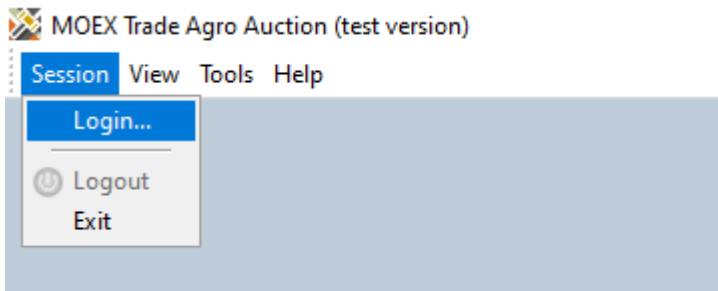 MOEX Trade Agro Auction (test version)
Session View Tools Help
Login...
Logout
Exit